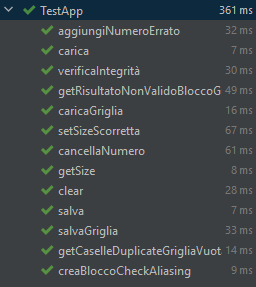 TestApp 361 ms
aggiungiNumeroErrato 32 ms
carica 7 ms
verificaIntegrità 30 ms
getRisultatoNonValidoBloccoG 49 ms
caricaGriglia 16 ms
setSizeScorretta 67 ms
cancellaNumero 61 ms
getSize 8 ms
clear 28 ms
salva 7 ms
salvaGriglia 33 ms
getCaselleDuplicateGrigliaVuot 14 ms
creaBloccoCheckAliasing 9 ms